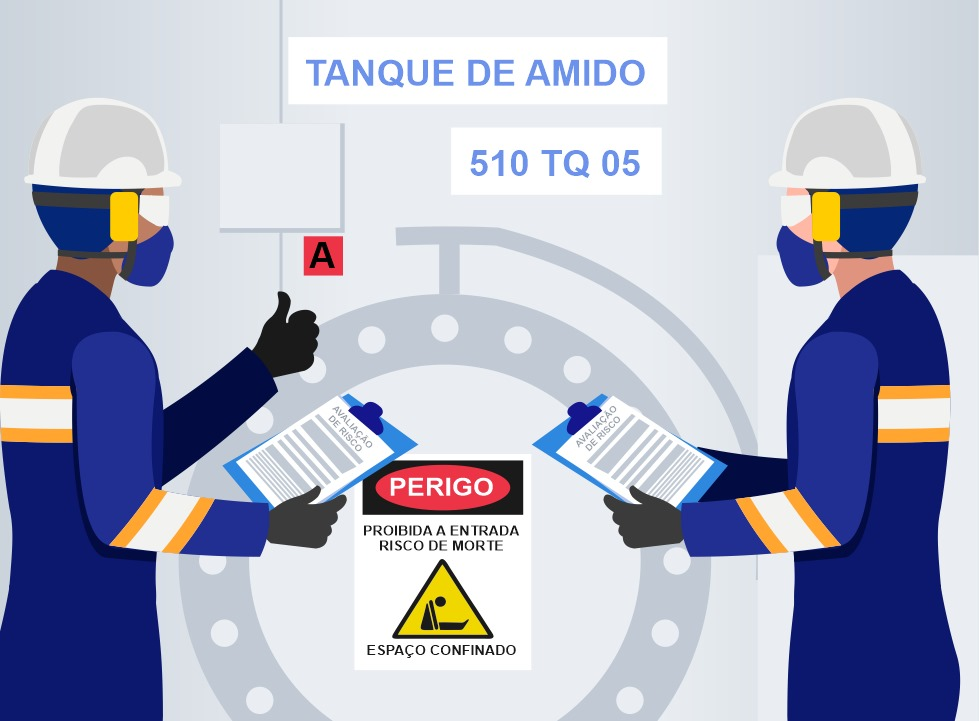 TANQUE DE AMIDO
510 TQ 05
A
AVALIAÇÃO
DE RISCO
AVALIAÇÃO
DE RISCO
PERIGO
PROIBIDA A ENTRADA
RISCO DE MORTE
ESPAÇO CONFINADO